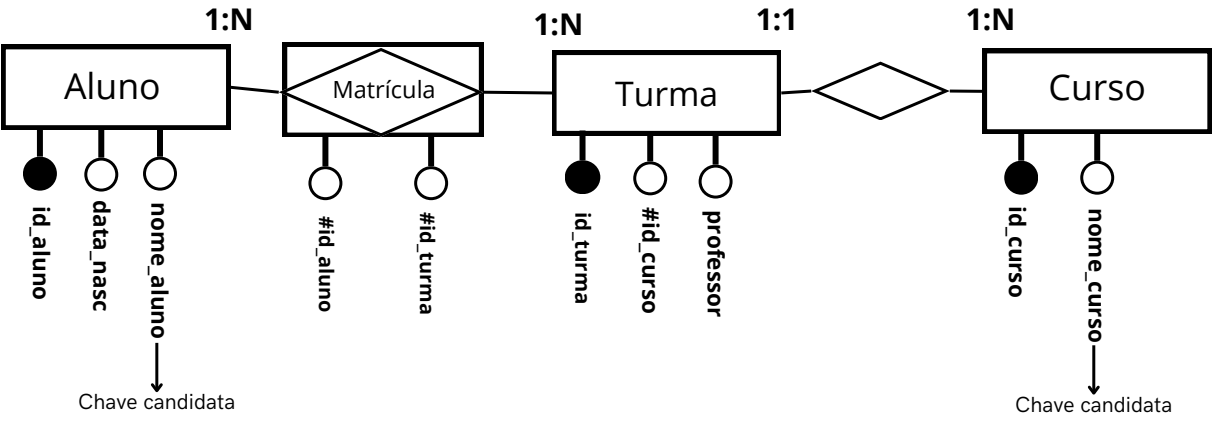 1:N
1:N
1:1
1:N
Aluno
Matrícula
Turma
Curso
id_aluno
data_nasc
nome_aluno
#id_aluno
#id_turma
id_turma
#id_curso
professor
id_curso
nome_curso
Chave candidata
Chave candidata